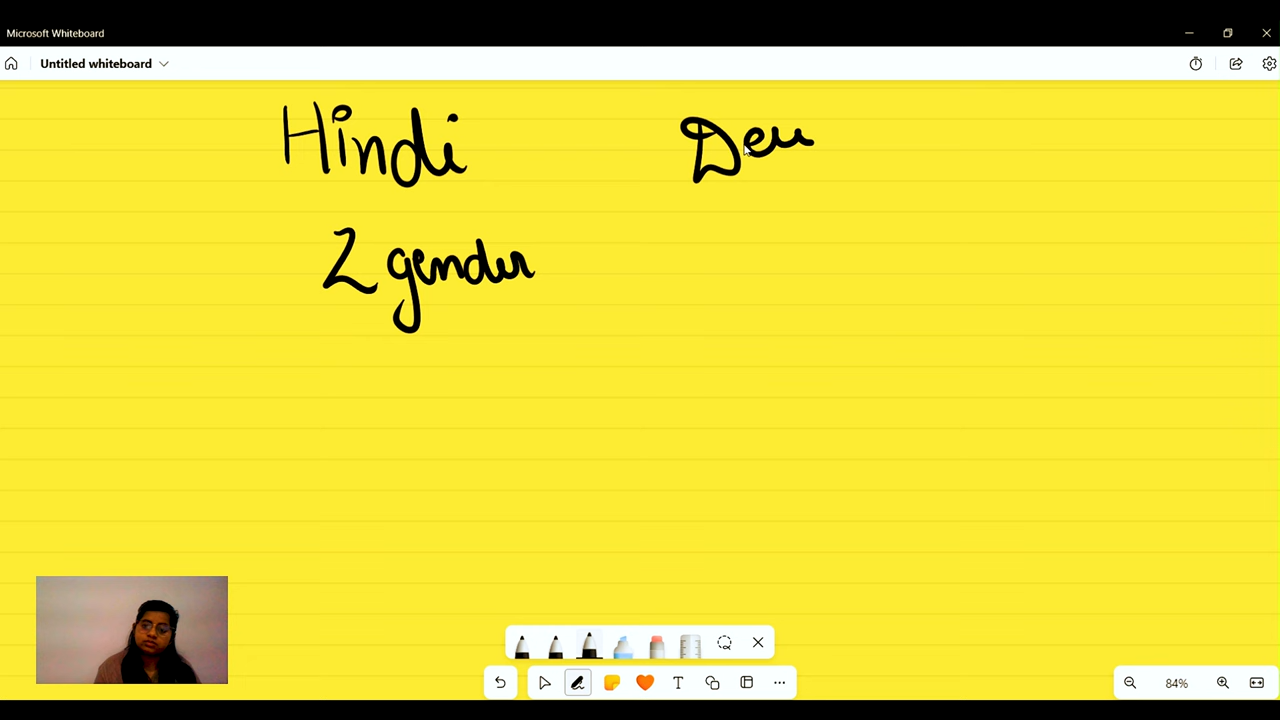 Microsoft Whiteboard
Untitled whiteboard
Hindi
Deu
2 gender
84%